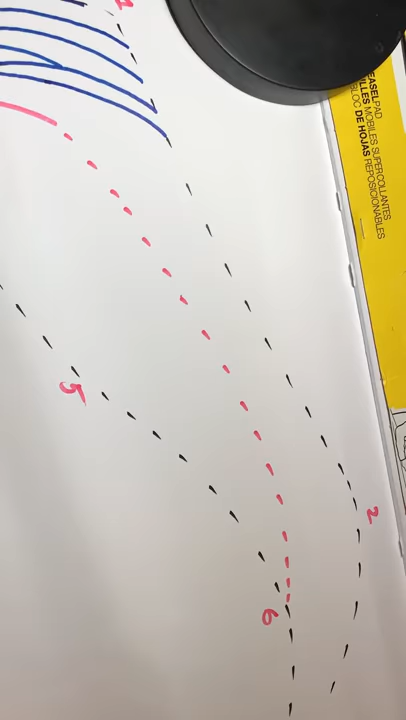 EASEL PAD
MOBILES SUPERCOLLANTES
BLOC DE HOJAS REPOSICIONABLES
2
5
6